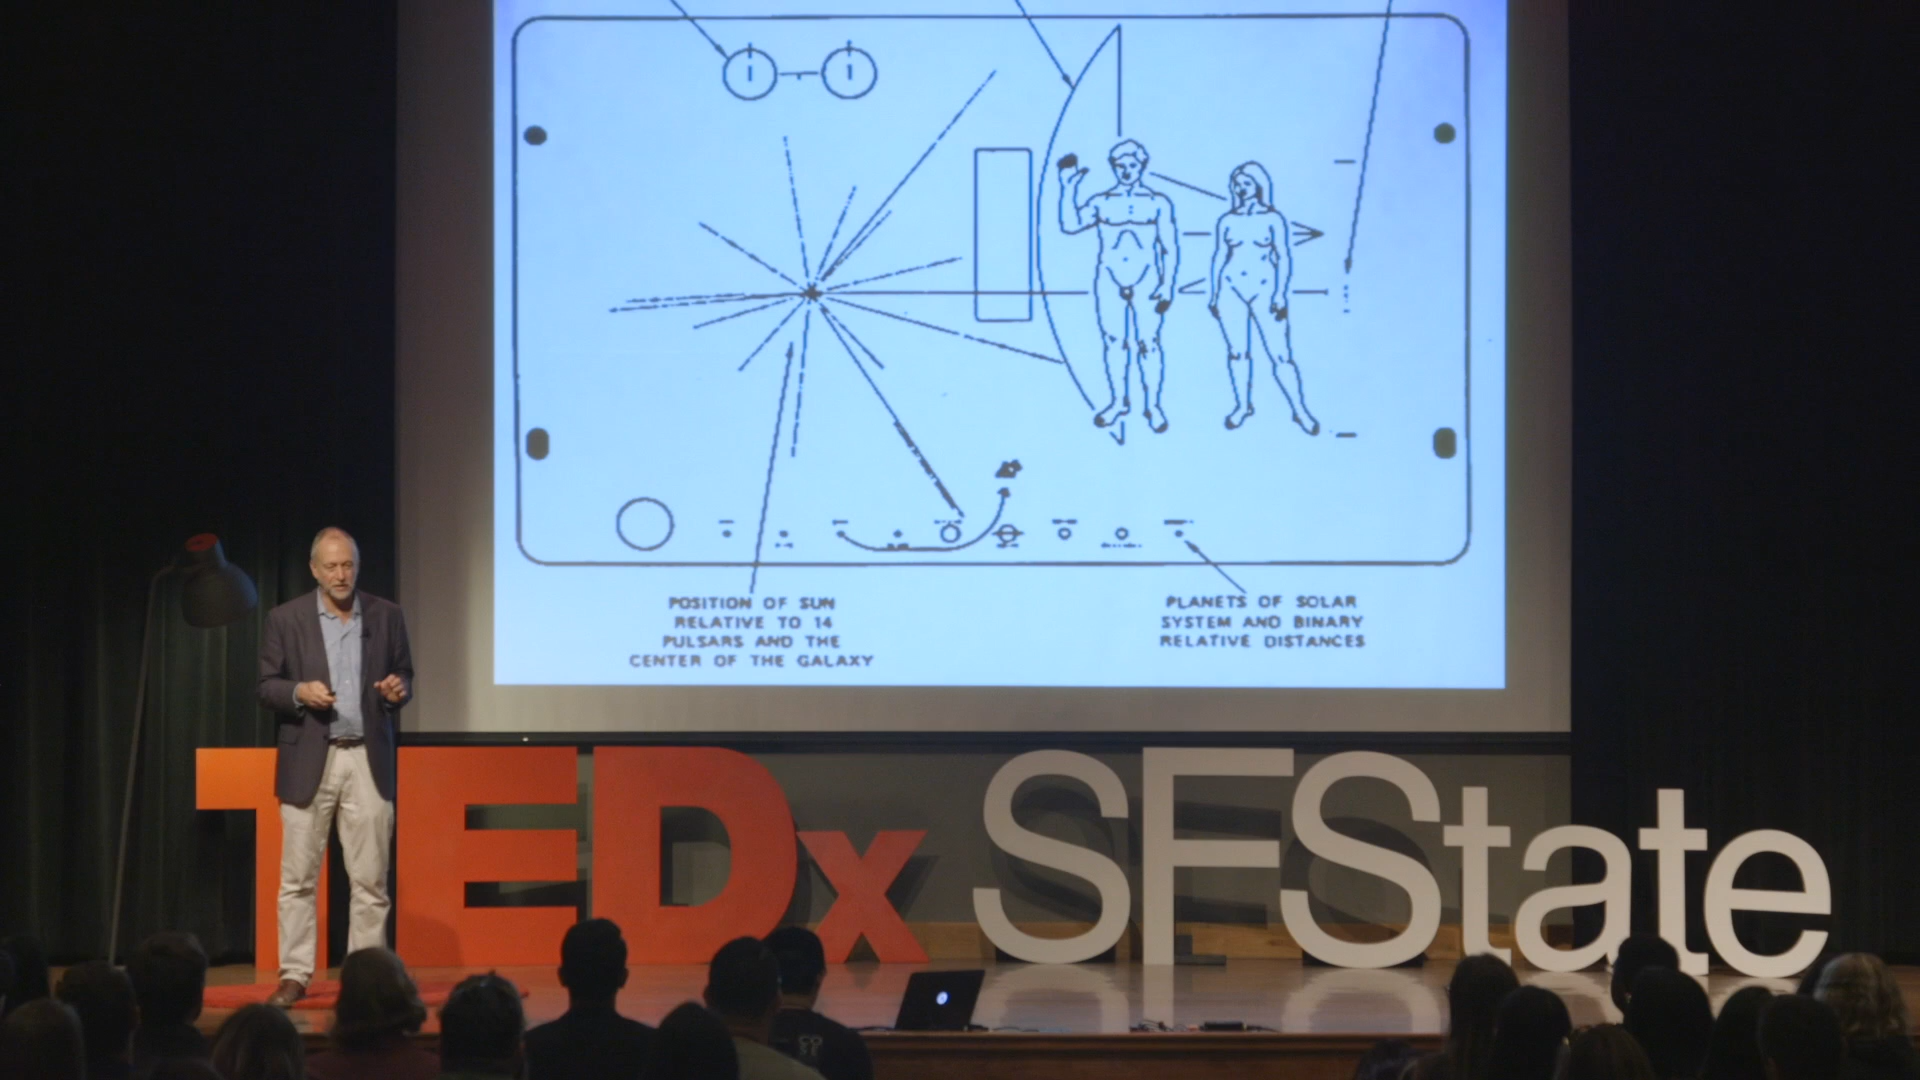 POSITION OF SUN
RELATIVE TO 14
PULSARS AND THE
CENTER OF THE GALAXY
PLANETS OF SOLAR
SYSTEM AND BINARY
RELATIVE DISTANCES
TEDx SFState